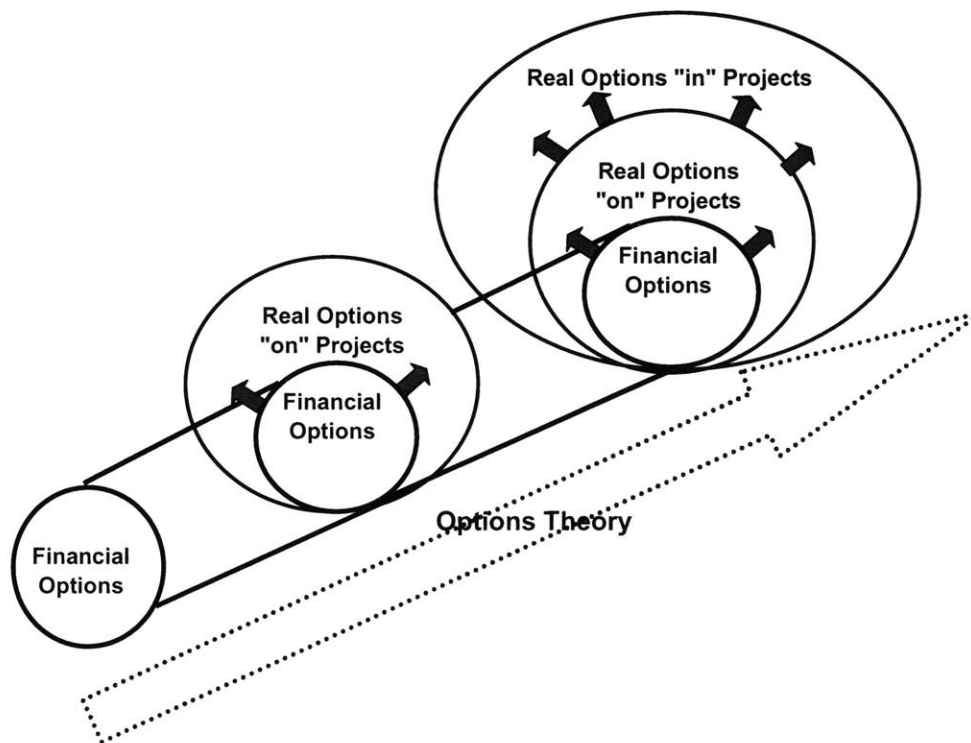 Real Options "in" Projects
Real Options
"on" Projects
Financial
Options
Real Options
"on" Projects
Financial
Options
Options Theory
Financial
Options